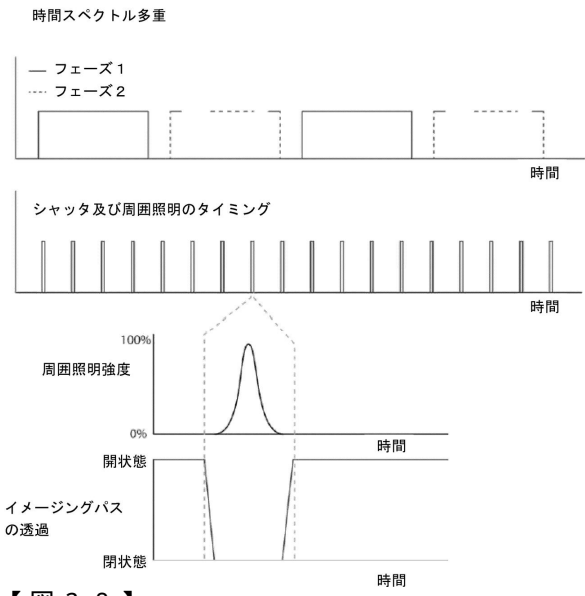 時間スペクトル多重
フェーズ1
フェーズ2
時間
シャッタ及び周囲照明のタイミング
時間
100%
周囲照明強度
0%
時間
開状態
イメージングパス
の透過
閉状態
時間